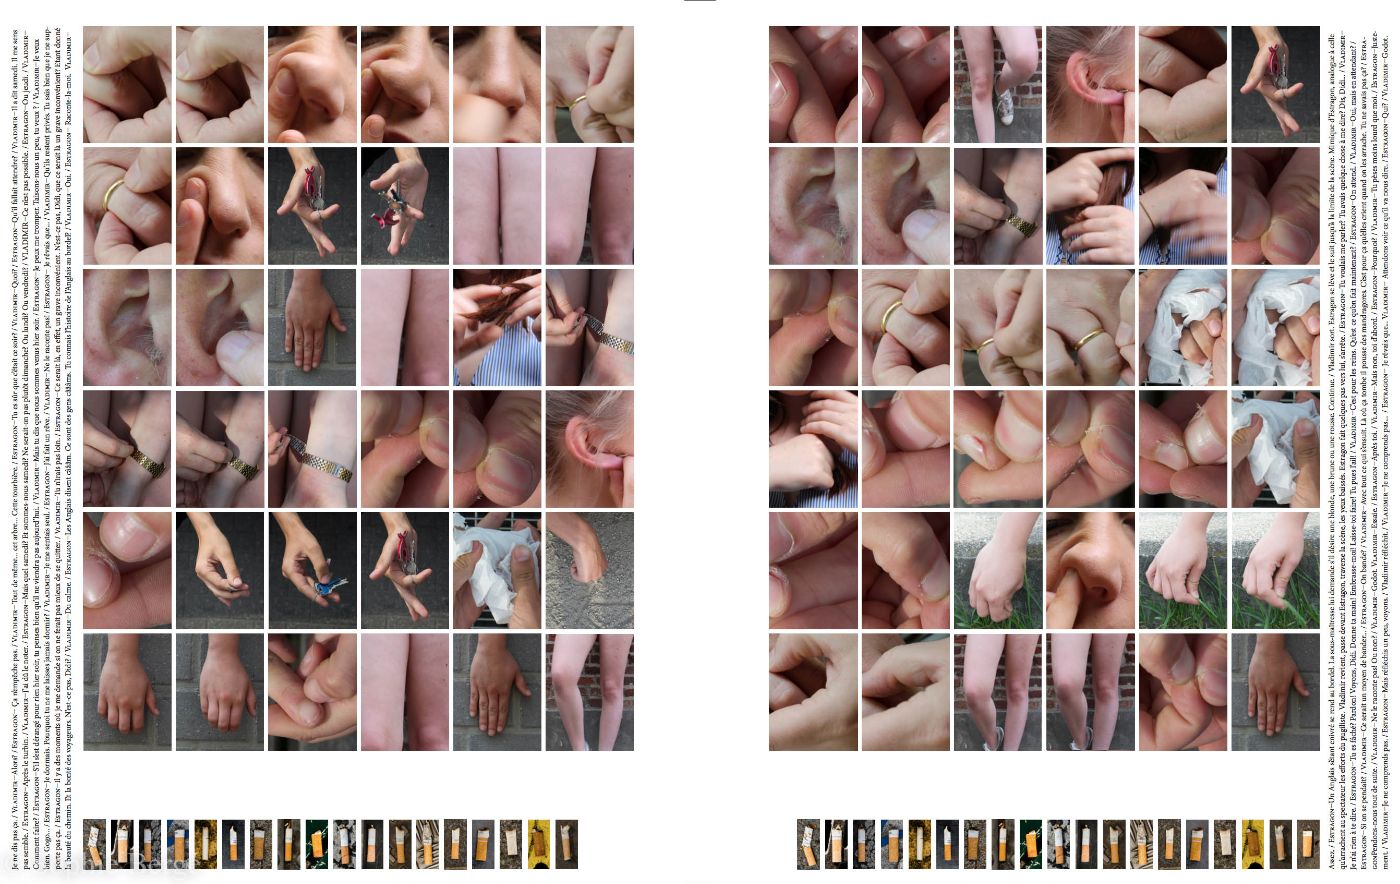 Je ne dis pas ça. / VLADIMIR–Alors? / ESTRAGON– Ça n'empêche pas. / VLADIMIR–Tout de même... cet arbre... Cette tourbière. / ESTRAGON–Tu es sûr que c'était ce soir? / VLADIMIR–Quoi? / ESTRAGON–Qu'il fallait attendre? / VLADIMIR–Il a dit samedi. Il me
semble. / ESTRAGON–Après le turbin. / VLADIMIR–J'ai dû le noter. / ESTRAGON–Mais quel samedi? Et sommes-nous samedi? Ne serait-on pas plutôt dimanche? Ou lundi? Ou vendredi? / VLADIMIR–Ce n'est pas possible. / ESTRAGON–Ou jeudi. / VLADIMIR–
Comment faire? / ESTRAGON–S'il s'est dérangé pour rien hier soir, tu penses bien qu'il ne viendra pas aujourd'hui. / VLADIMIR–Mais tu dis que nous sommes venus hier soir. / ESTRAGON–Je peux me tromper. Taisons-nous un peu, tu veux? / VLADIMIR–Je veux
bien. Gogo... / ESTRAGON–Je dormais. Pourquoi tu ne me laisses jamais dormir? / VLADIMIR–Je me sentais seul. / ESTRAGON–J'ai fait un rêve. / VLADIMIR–Ne le raconte pas! / ESTRAGON–Je rêvais que... / VLADIMIR–Qu'ils restent privés. Tu sais bien que je ne sup-
porte pas ça. / ESTRAGON–Il y a des moments où je me demande si on ne ferait pas mieux de se quitter. / VLADIMIR–Tu n'irais pas loin. / ESTRAGON–Ce serait là, en effet, un grave inconvénient. N'est-ce pas, Didi, que ce serait là un grave inconvénient? Etant donné
la beauté du chemin. Et la bonté des voyageurs. N'est-ce pas, Didi? / VLADIMIR–Du calme. / ESTRAGON–Les Anglais disent câââm. Ce sont des gens câââms. Tu connais l'histoire de l'Anglais au bordel? / VLADIMIR–Oui. / ESTRAGON–Raconte-la-moi. VLADIMIR–
Assez. / ESTRAGON–Un Anglais s'étant enivré se rend au bordel. La sous-maîtresse lui demande s'il désire une blonde, une brune ou une rousse. Continue. / Vladimir sort. Estragon se lève et le suit jusqu'à la limite de la scène. Mimique d'Estragon, analogue à celle
qu'arrachent au spectateur les efforts du pugiliste. Vladimir revient, passe devant Estragon, traverse la scène, les yeux baissés. Estragon fait quelques pas vers lui, s'arrête. / ESTRAGON–Tu voulais me parler? Tu avais quelque chose à me dire? Dis, Didi... / VLADIMIR–
Je n'ai rien à te dire. / ESTRAGON–Tu es fâché? Pardon! Voyons, Didi. Donne ta main! Embrasse-moi! Laisse-toi faire! Tu pues l'ail! / VLADIMIR–C'est pour les reins. Qu'est ce qu'on fait maintenant? / ESTRAGON–On attend. / VLADIMIR–Oui, mais en attendant? /
ESTRAGON–Si on se pendait? / VLADIMIR–Ce serait un moyen de bander... / ESTRAGON–On bande? / VLADIMIR–Avec tout ce qui s'ensuit. Là où ça tombe il pousse des mandragores. C'est pour ça qu'elles crient quand on les arrache. Tu ne savais pas ça? / ESTRA-
GON–Pendons-nous tout de suite. / VLADIMIR–Ne le raconte pas! Ou non? / VLADIMIR–Godot. VLADIMIR–Essaie. / ESTRAGON–Après toi. / VLADIMIR–Mais non, toi d'abord. / ESTRAGON–Pourquoi? / VLADIMIR–Tu pèses moins lourd que moi. / ESTRAGON–Juste-
ment. / VLADIMIR–Je ne comprends pas. / ESTRAGON–Mais réfléchis un peu, voyons. / Vladimir réfléchit. / VLADIMIR–Je ne comprends pas... / ESTRAGON–Je rêvais que... VLADIMIR–Attendons voir ce qu'il va nous dire. / ESTRAGON–Qui? / VLADIMIR–Godot.